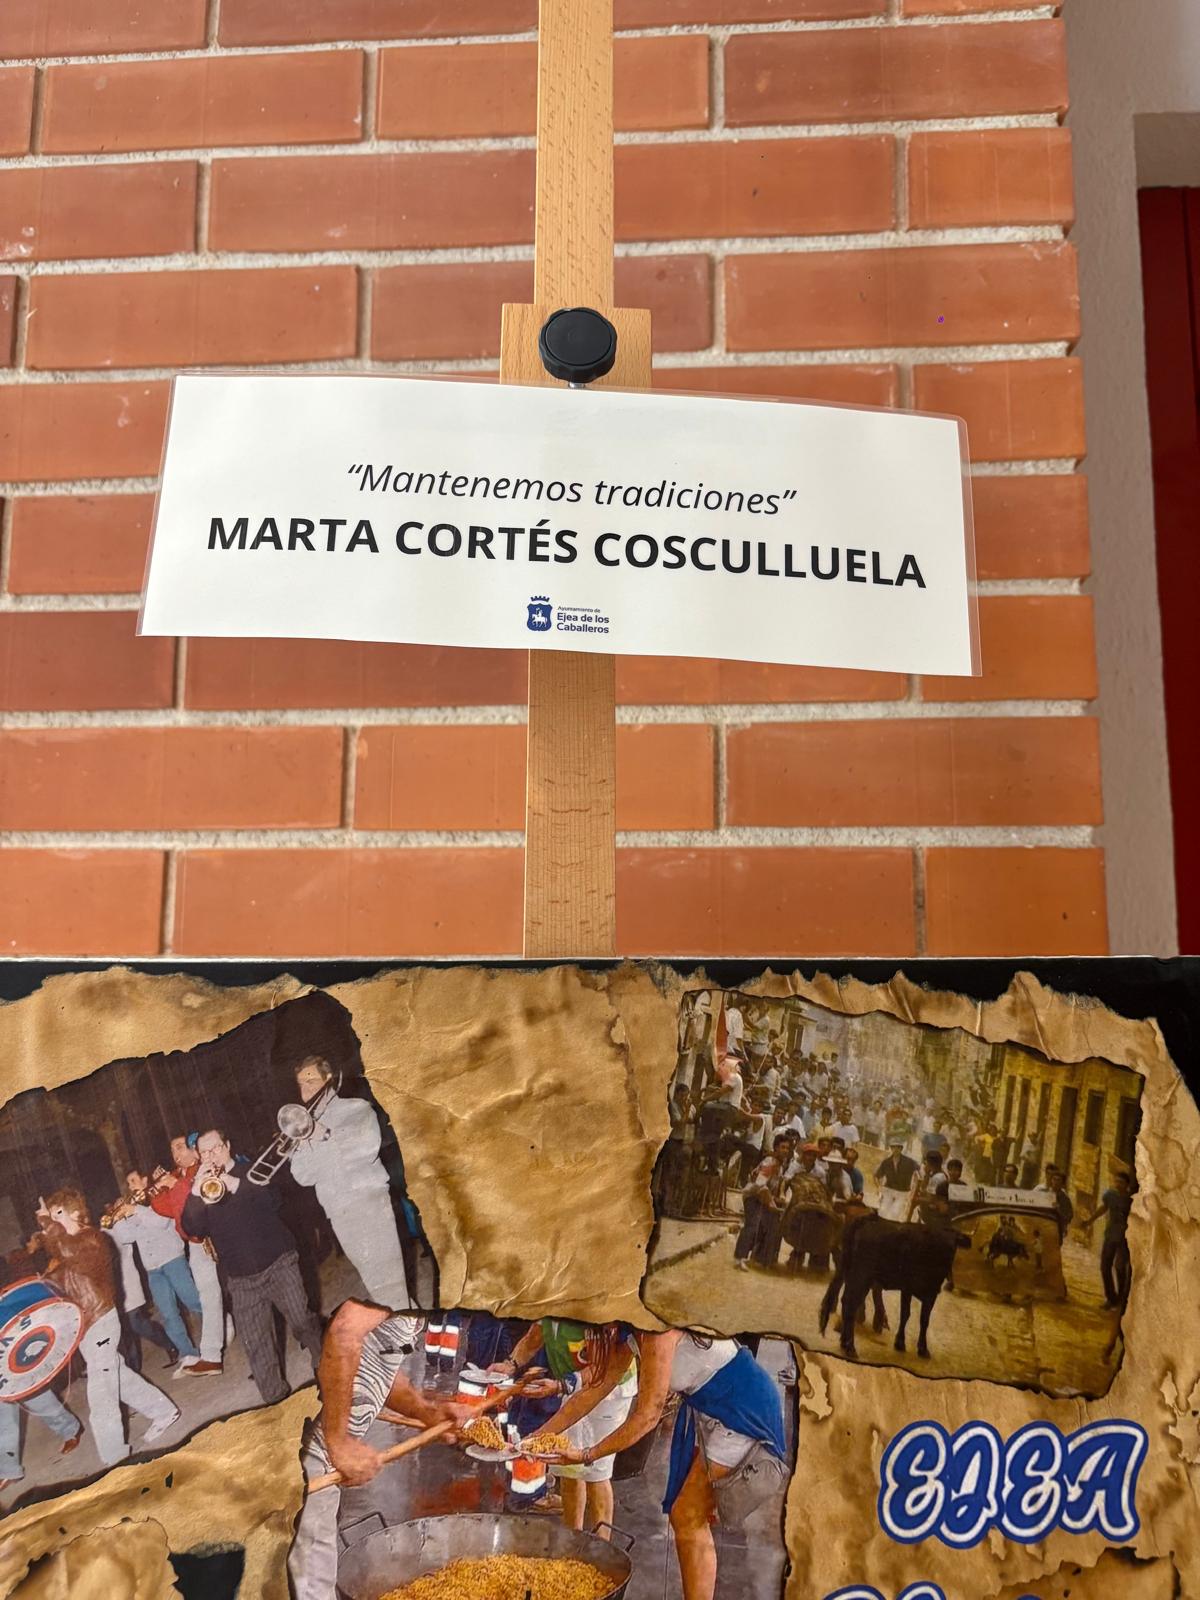 “Mantenemos tradiciones”
MARTA CORTÉS COSCULLUELA
Ayuntamiento de
Ejea de los
Caballeros
EJEA